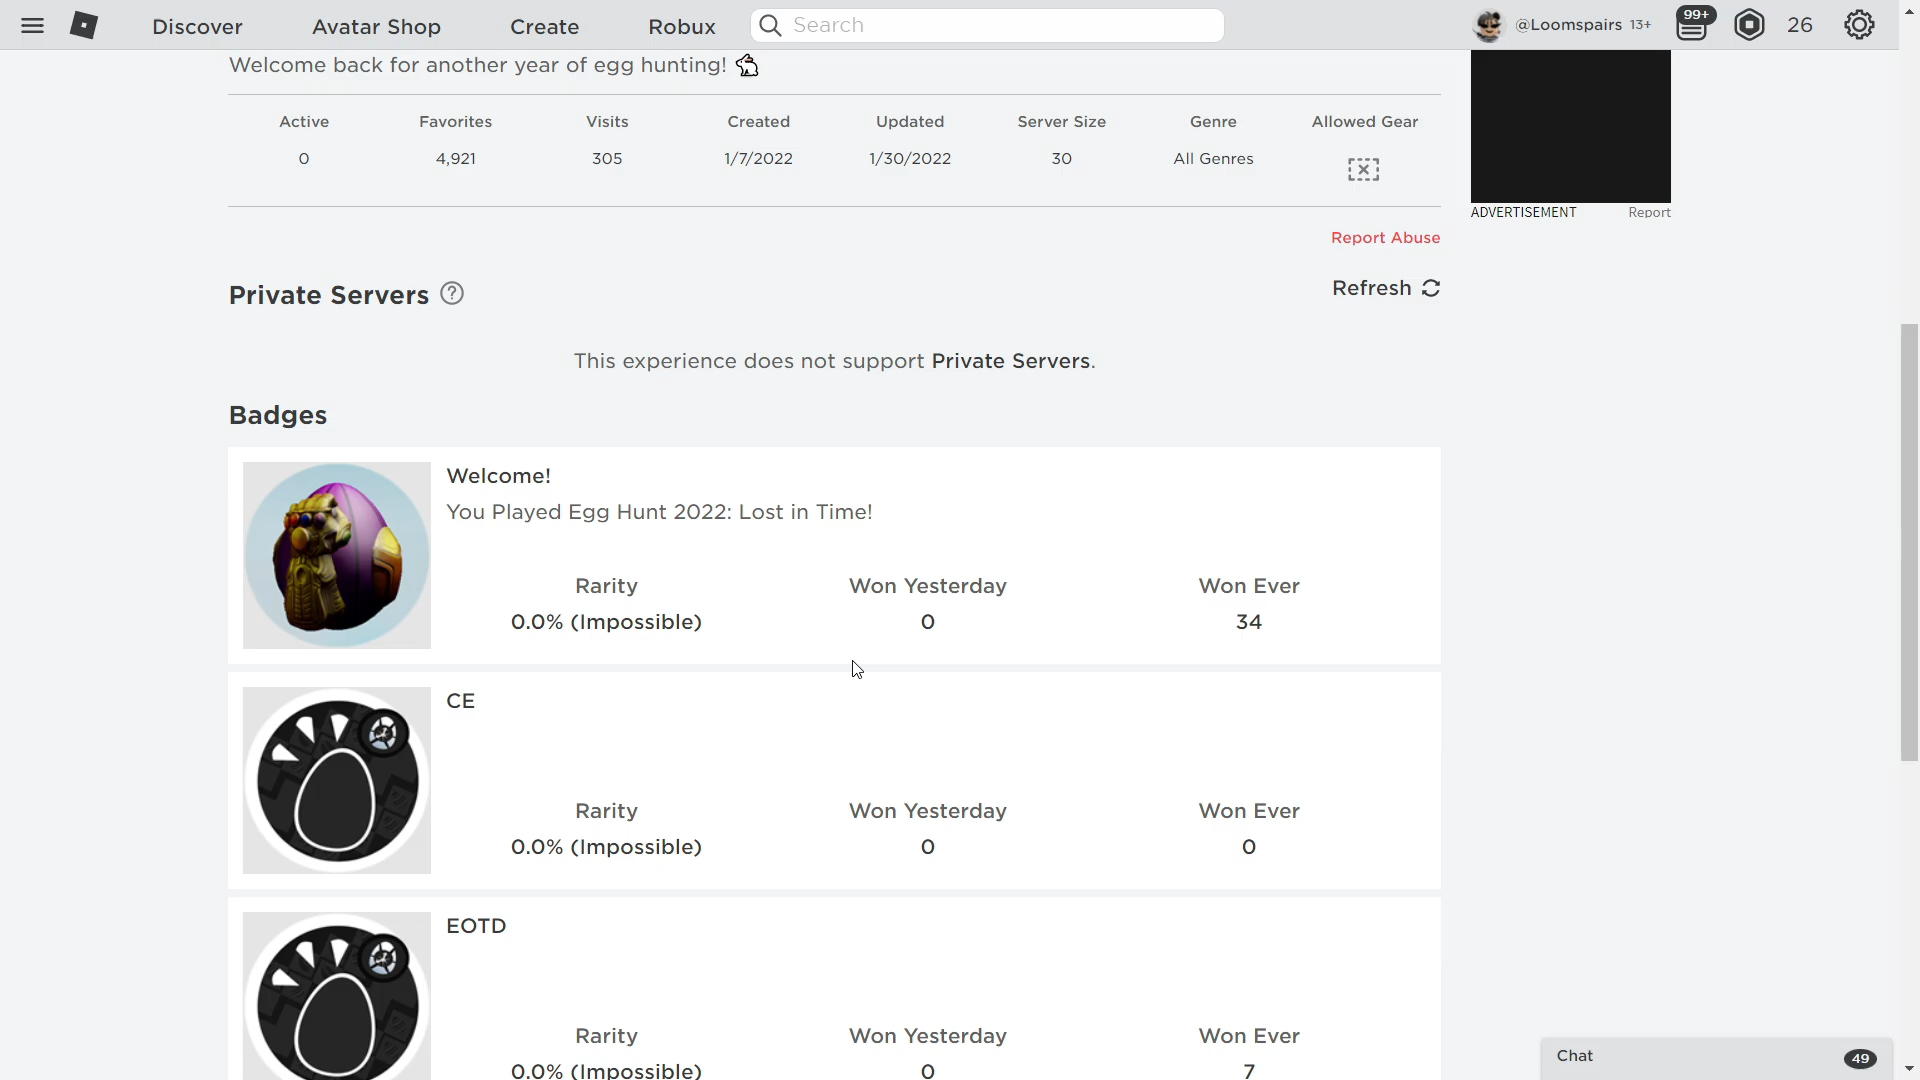 Discover Avatar Shop Create Robux Search @Loomspairs 13+ 99+ 26
Welcome back for another year of egg hunting!
Active Favorites Visits Created Updated Server Size Genre Allowed Gear
0 4,921 305 1/7/2022 1/30/2022 30 All Genres
ADVERTISEMENT Report
Report Abuse
Private Servers ? Refresh
This experience does not support Private Servers.
Badges
Welcome!
You Played Egg Hunt 2022: Lost in Time!
Rarity Won Yesterday Won Ever
0.0% (Impossible) 0 34
CE
Rarity Won Yesterday Won Ever
0.0% (Impossible) 0 0
EOTD
Rarity Won Yesterday Won Ever
0.0% (Impossible) 0 7
Chat 49